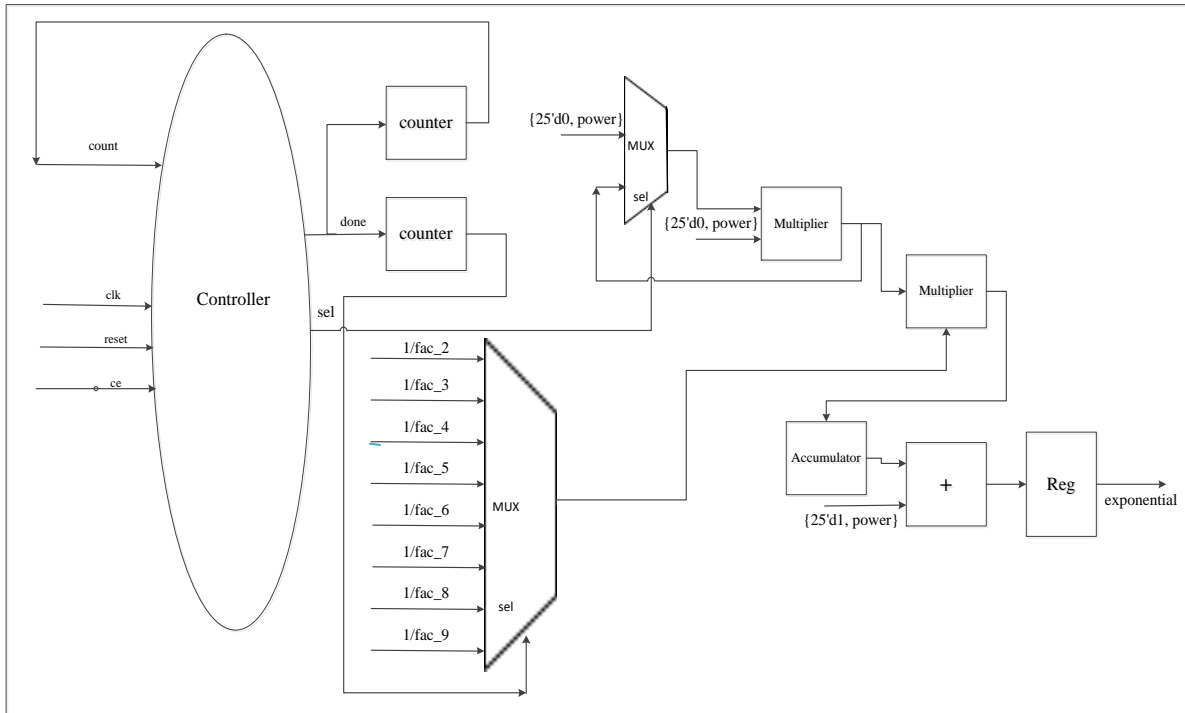 count
clk
reset
ce
Controller
done
sel
counter
counter
{25'd0, power}
MUX
sel
{25'd0, power}
Multiplier
Multiplier
1/fac_2
1/fac_3
1/fac_4
1/fac_5
1/fac_6
1/fac_7
1/fac_8
1/fac_9
MUX
sel
Accumulator
{25'd1, power}
+
Reg
exponential